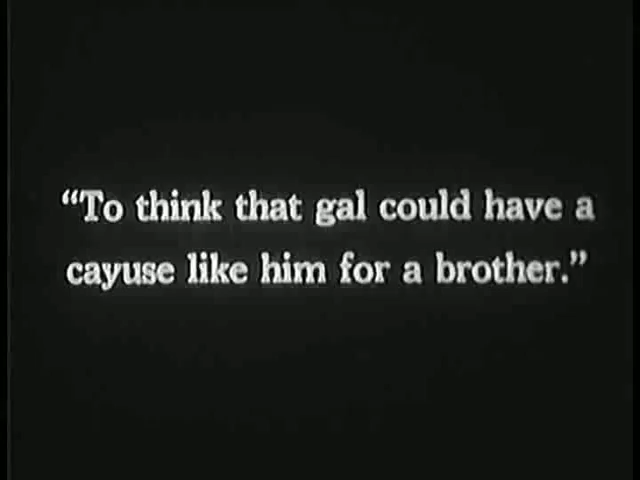 “To think that gal could have a
cayuse like him for a brother.”